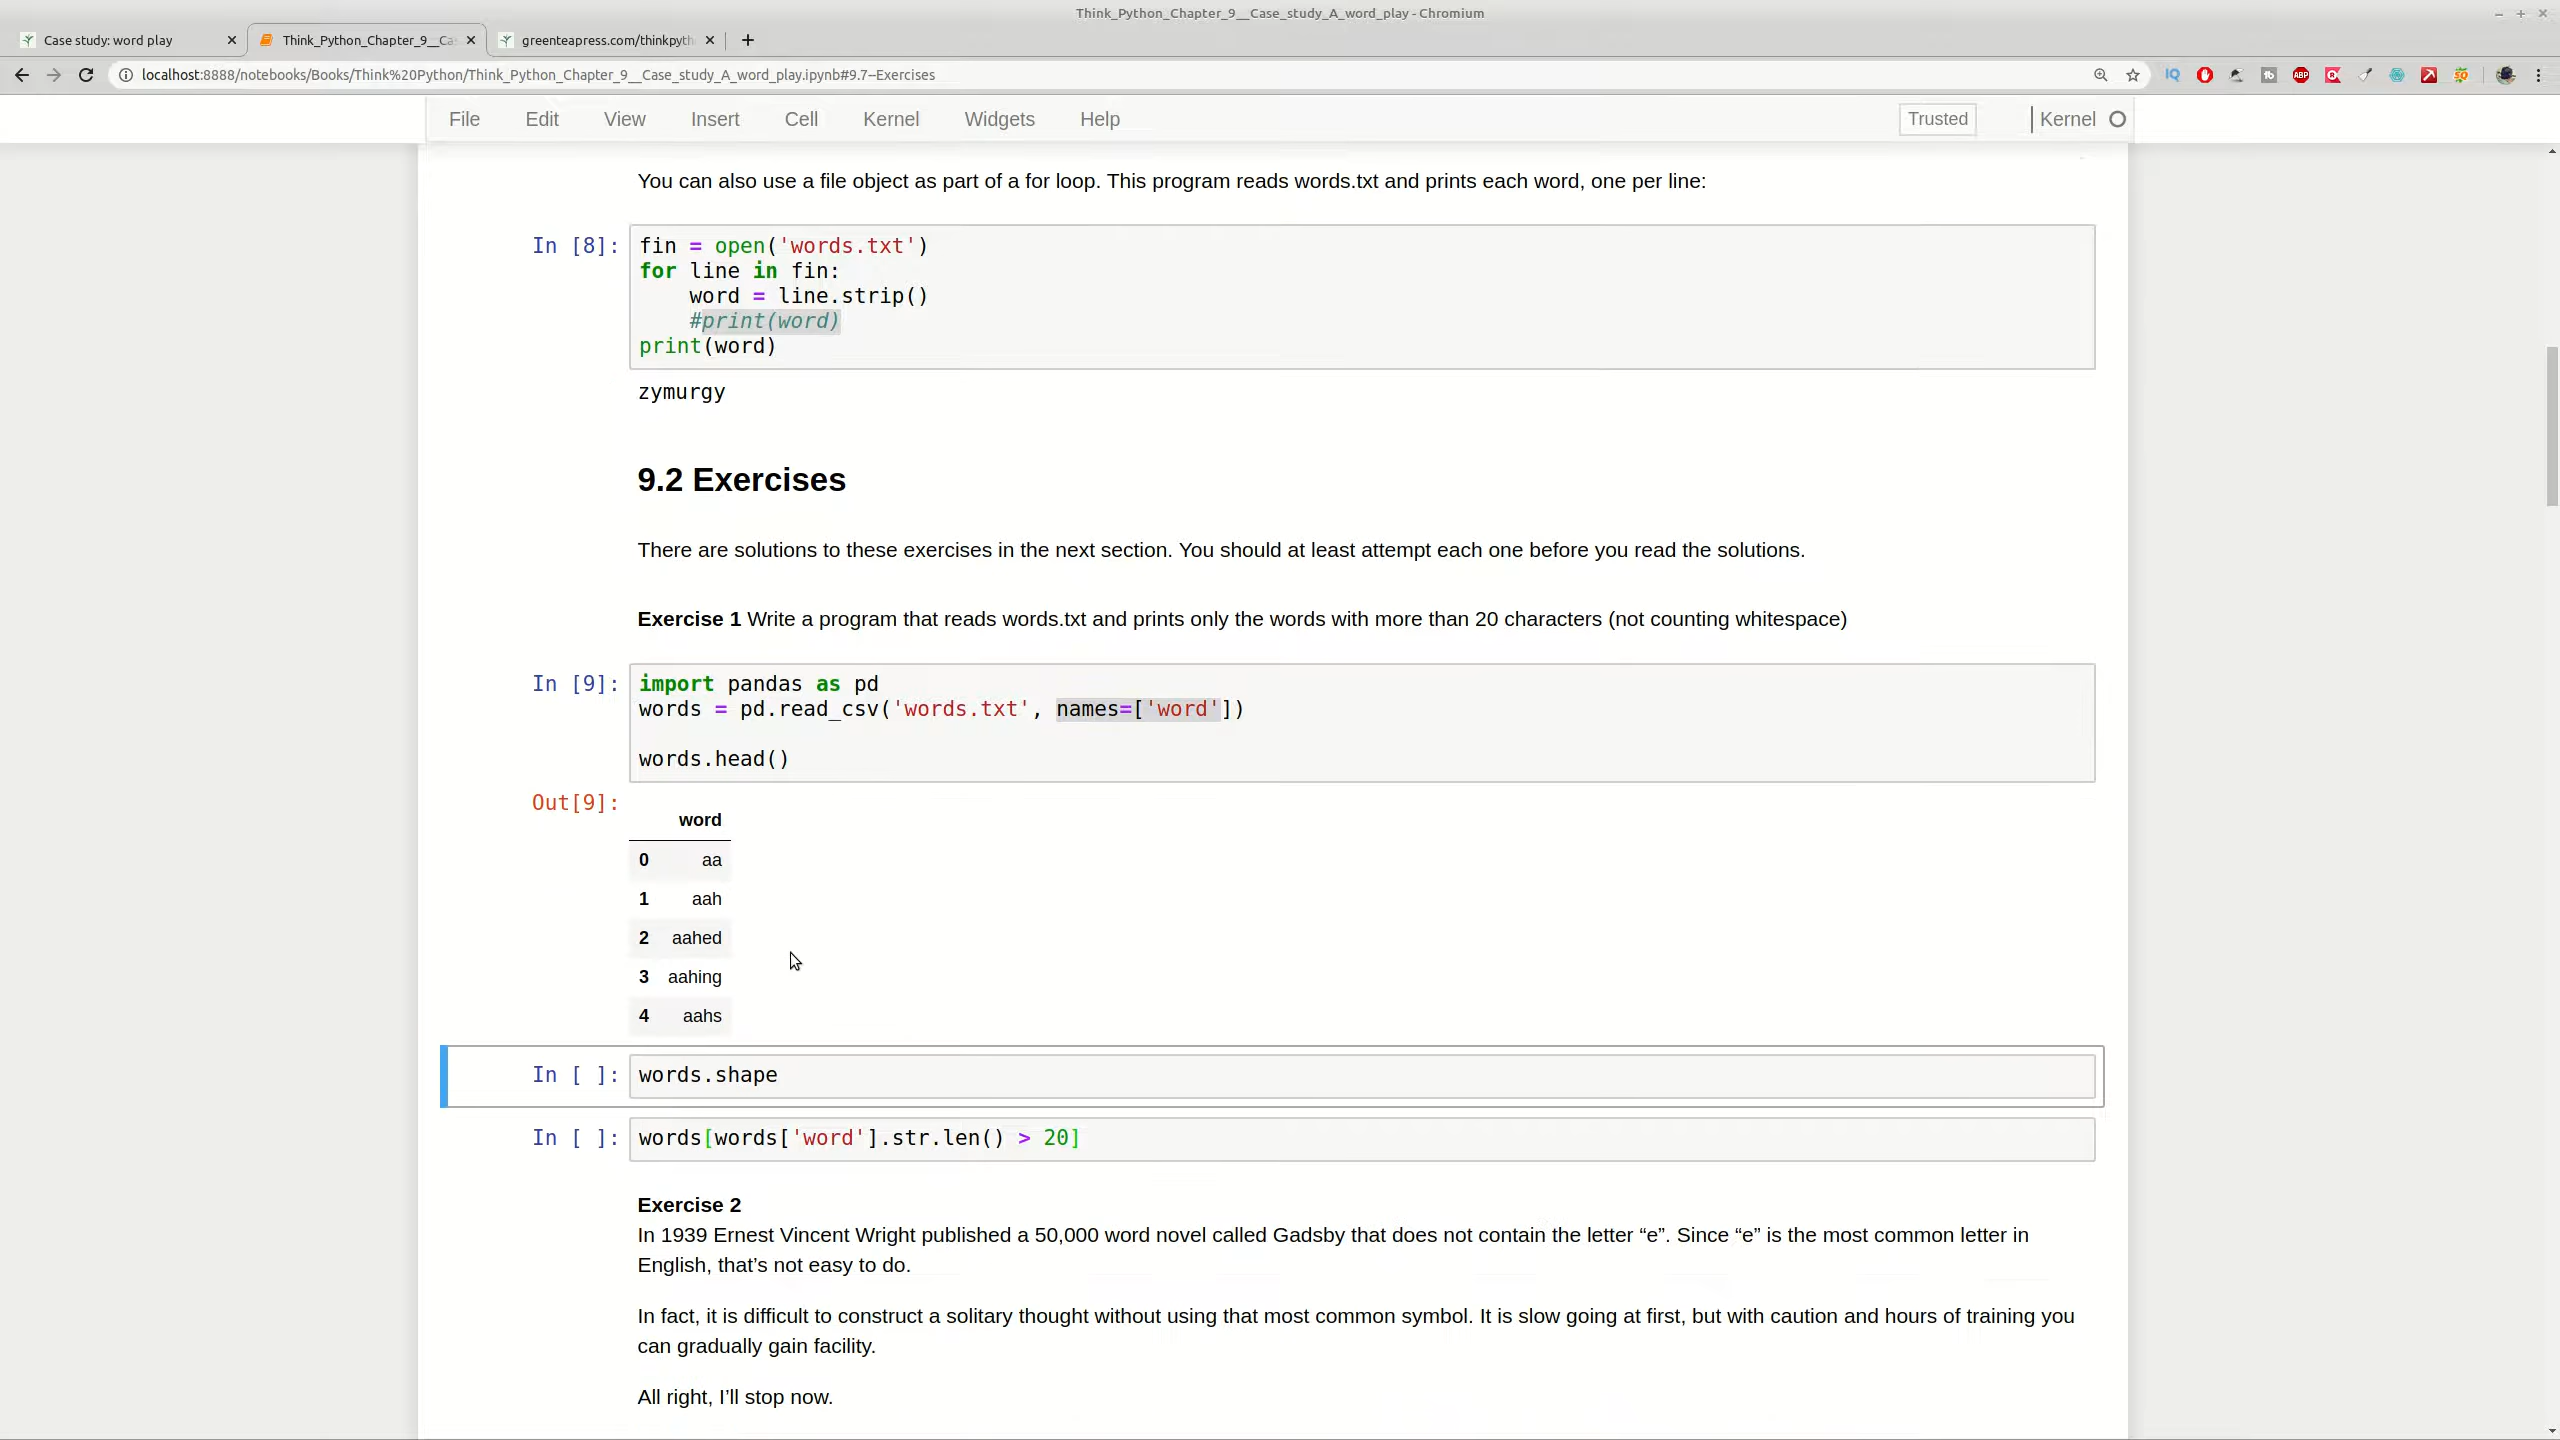 Think_Python_Chapter_9__Case_study_A_word_play - Chromium
Case study: word play
Think_Python_Chapter_9__Ca
greenteapress.com/thinkpyth
localhost:8888/notebooks/Books/Think%20Python/Think_Python_Chapter_9__Case_study_A_word_play.ipynb#9.7--Exercises
File Edit View Insert Cell Kernel Widgets Help Trusted Kernel
You can also use a file object as part of a for loop. This program reads words.txt and prints each word, one per line:
In [8]: fin = open('words.txt')
for line in fin:
    word = line.strip()
    #print(word)
print(word)
zymurgy
9.2 Exercises
There are solutions to these exercises in the next section. You should at least attempt each one before you read the solutions.
Exercise 1 Write a program that reads words.txt and prints only the words with more than 20 characters (not counting whitespace)
In [9]: import pandas as pd
words = pd.read_csv('words.txt', names=['word'])
words.head()
Out[9]:
word
0 aa
1 aah
2 aahed
3 aahing
4 aahs
In [ ]: words.shape
In [ ]: words[words['word'].str.len() > 20]
Exercise 2
In 1939 Ernest Vincent Wright published a 50,000 word novel called Gadsby that does not contain the letter “e”. Since “e” is the most common letter in
English, that’s not easy to do.
In fact, it is difficult to construct a solitary thought without using that most common symbol. It is slow going at first, but with caution and hours of training you
can gradually gain facility.
All right, I’ll stop now.